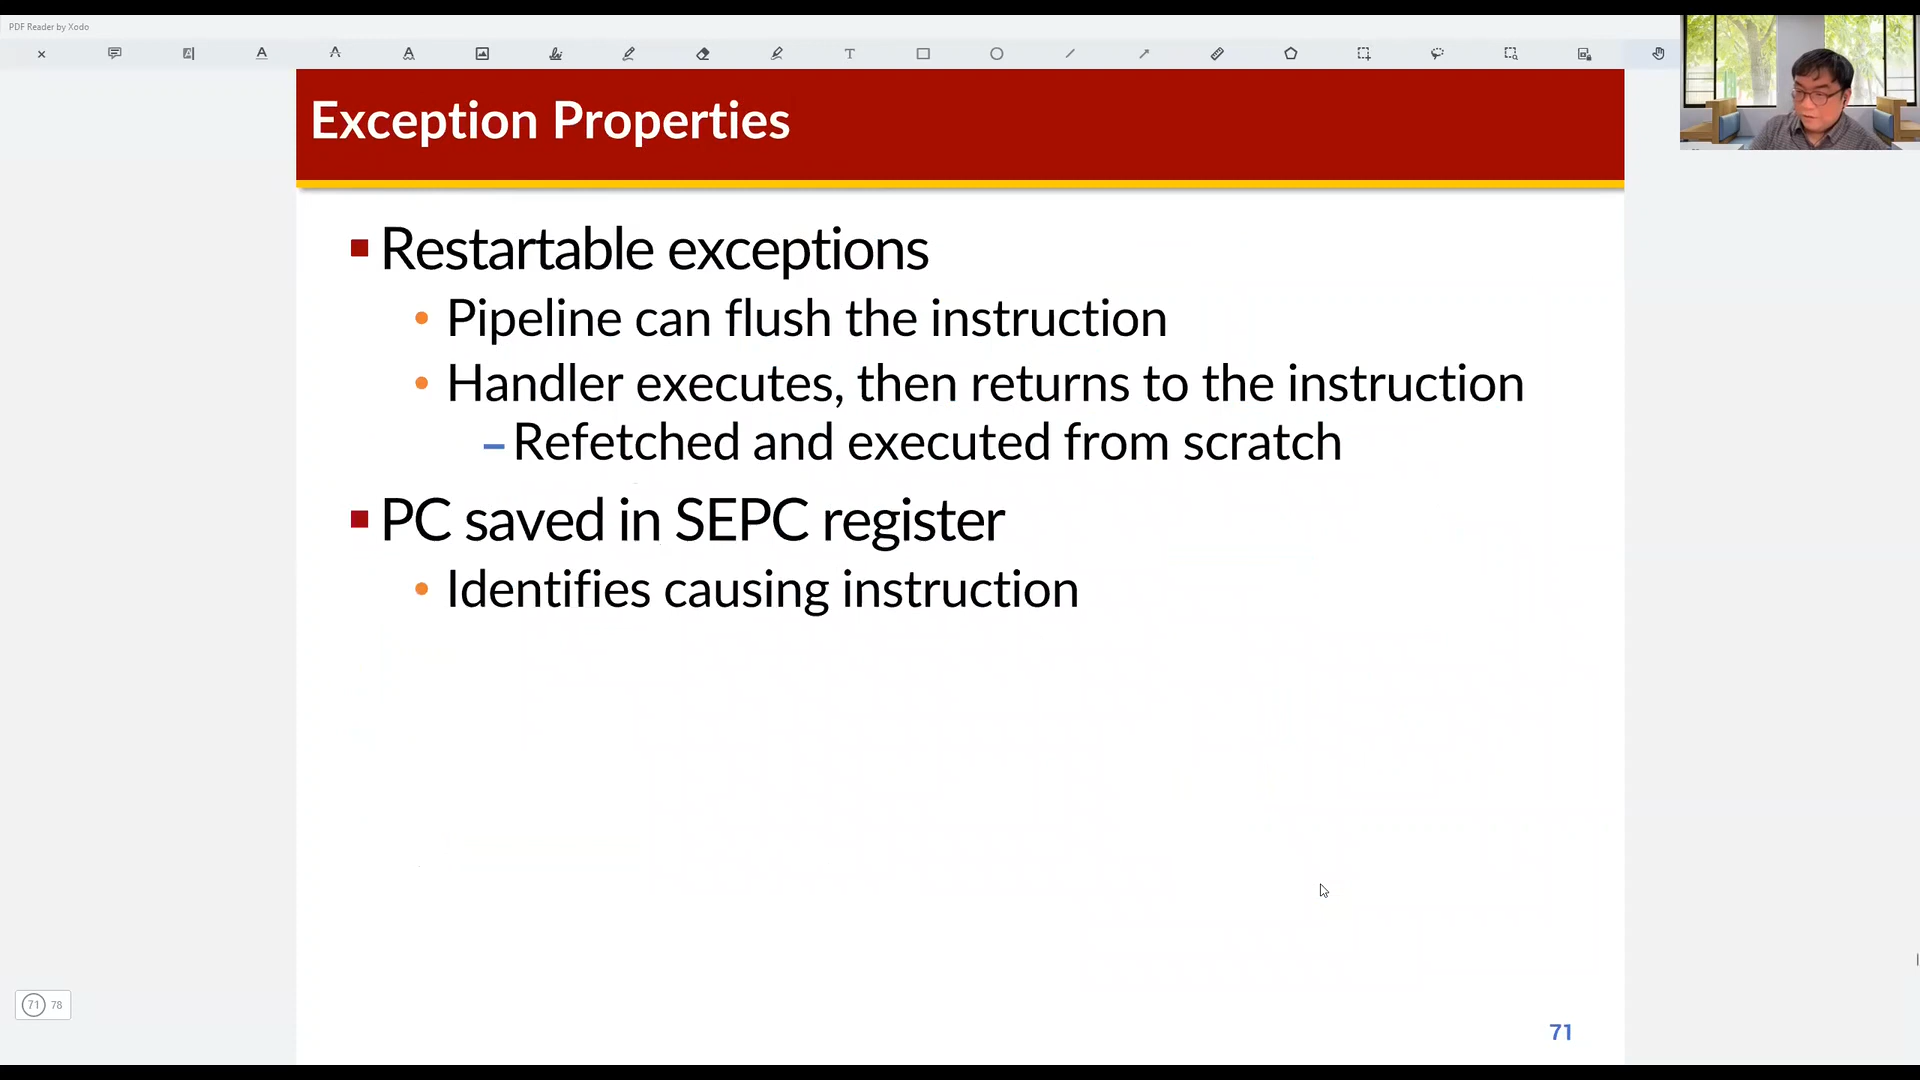 PDF Reader by Xodo
Exception Properties
Restartable exceptions
Pipeline can flush the instruction
Handler executes, then returns to the instruction
– Refetched and executed from scratch
PC saved in SEPC register
Identifies causing instruction
71 78
71